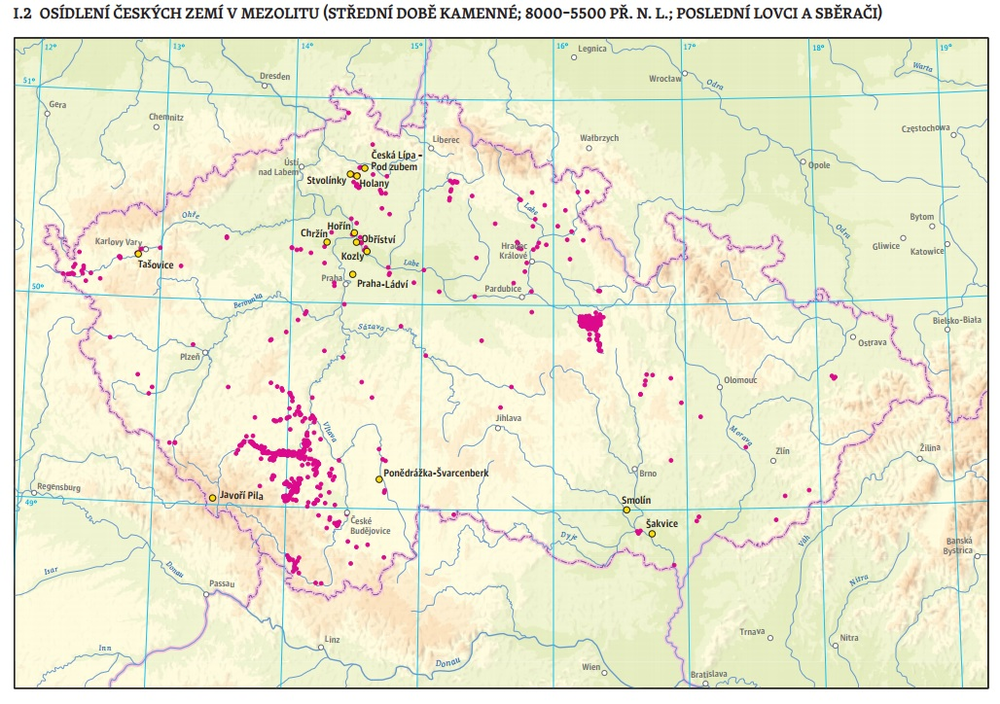 I.2 OSÍDLENÍ ČESKÝCH ZEMÍ V MEZOLITU (STŘEDNÍ DOBĚ KAMENNÉ; 8000–5500 PŘ. N. L.; POSLEDNÍ LOVCI A SBĚRAČI)
12° 13° 14° 15° 16° 17° 18° 19°
Legnica
Warta
Dresden
Wrocław
Odra
51°
Gera
Chemnitz
Częstochowa
Liberec
Wałbrzych
Česká Lípa –
Pod zubem
Ústí
nad Labem
Opole
Stvolínky
Holany
Labe
Ohře
Bytom
Hořín
Odra
Chržín
Obříství
Karlovy Vary
Gliwice
Katowice
Hradec
Králové
Kozly
Tašovice
Labe
Praha
Praha-Ládví
50°
Pardubice
Berounka
Sázava
Bielsko-Biała
Ostrava
Plzeň
Olomouc
Jihlava
Vltava
Morava
Žilina
Zlín
Brno
Ponědrážka-Švarcenberk
Regensburg
Javoří Pila
49°
Smolín
České
Budějovice
Šakvice
Dyje
Váh
Banská
Bystrica
Isar
Donau
Nitra
Passau
Linz
Trnava
Nitra
Inn
Donau
Wien
Bratislava